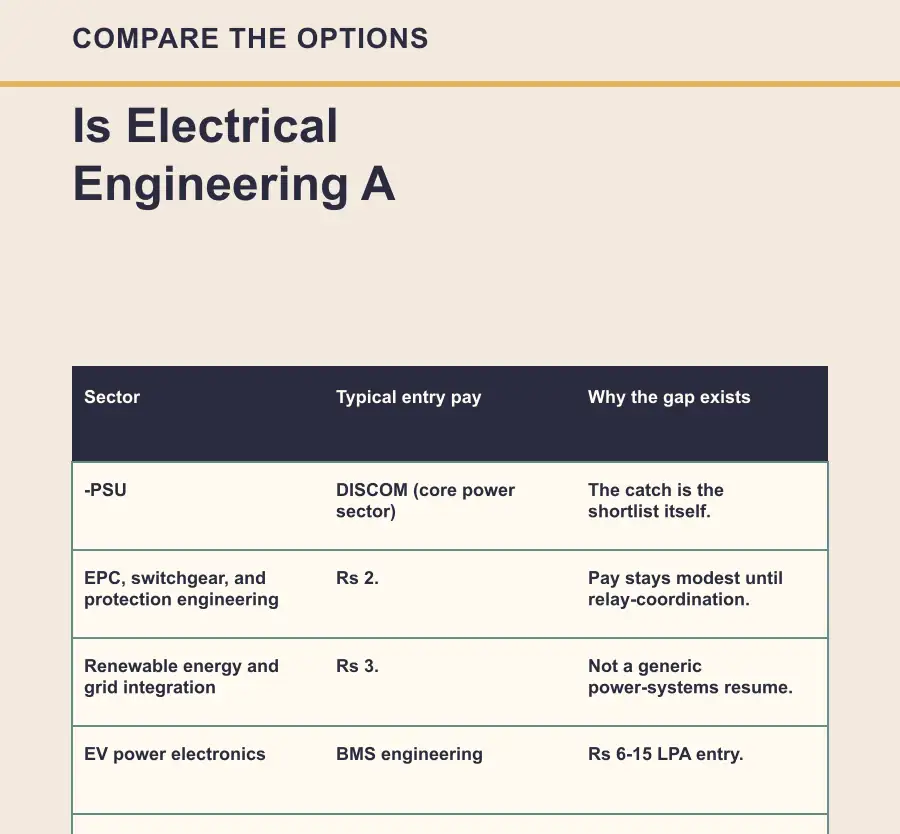 COMPARE THE OPTIONS
Is Electrical
Engineering A
Sector
Typical entry pay
Why the gap exists
-PSU
DISCOM (core power
sector)
The catch is the
shortlist itself.
EPC, switchgear, and
protection engineering
Rs 2.
Pay stays modest until
relay-coordination.
Renewable energy and
grid integration
Rs 3.
Not a generic
power-systems resume.
EV power electronics
BMS engineering
Rs 6-15 LPA entry.